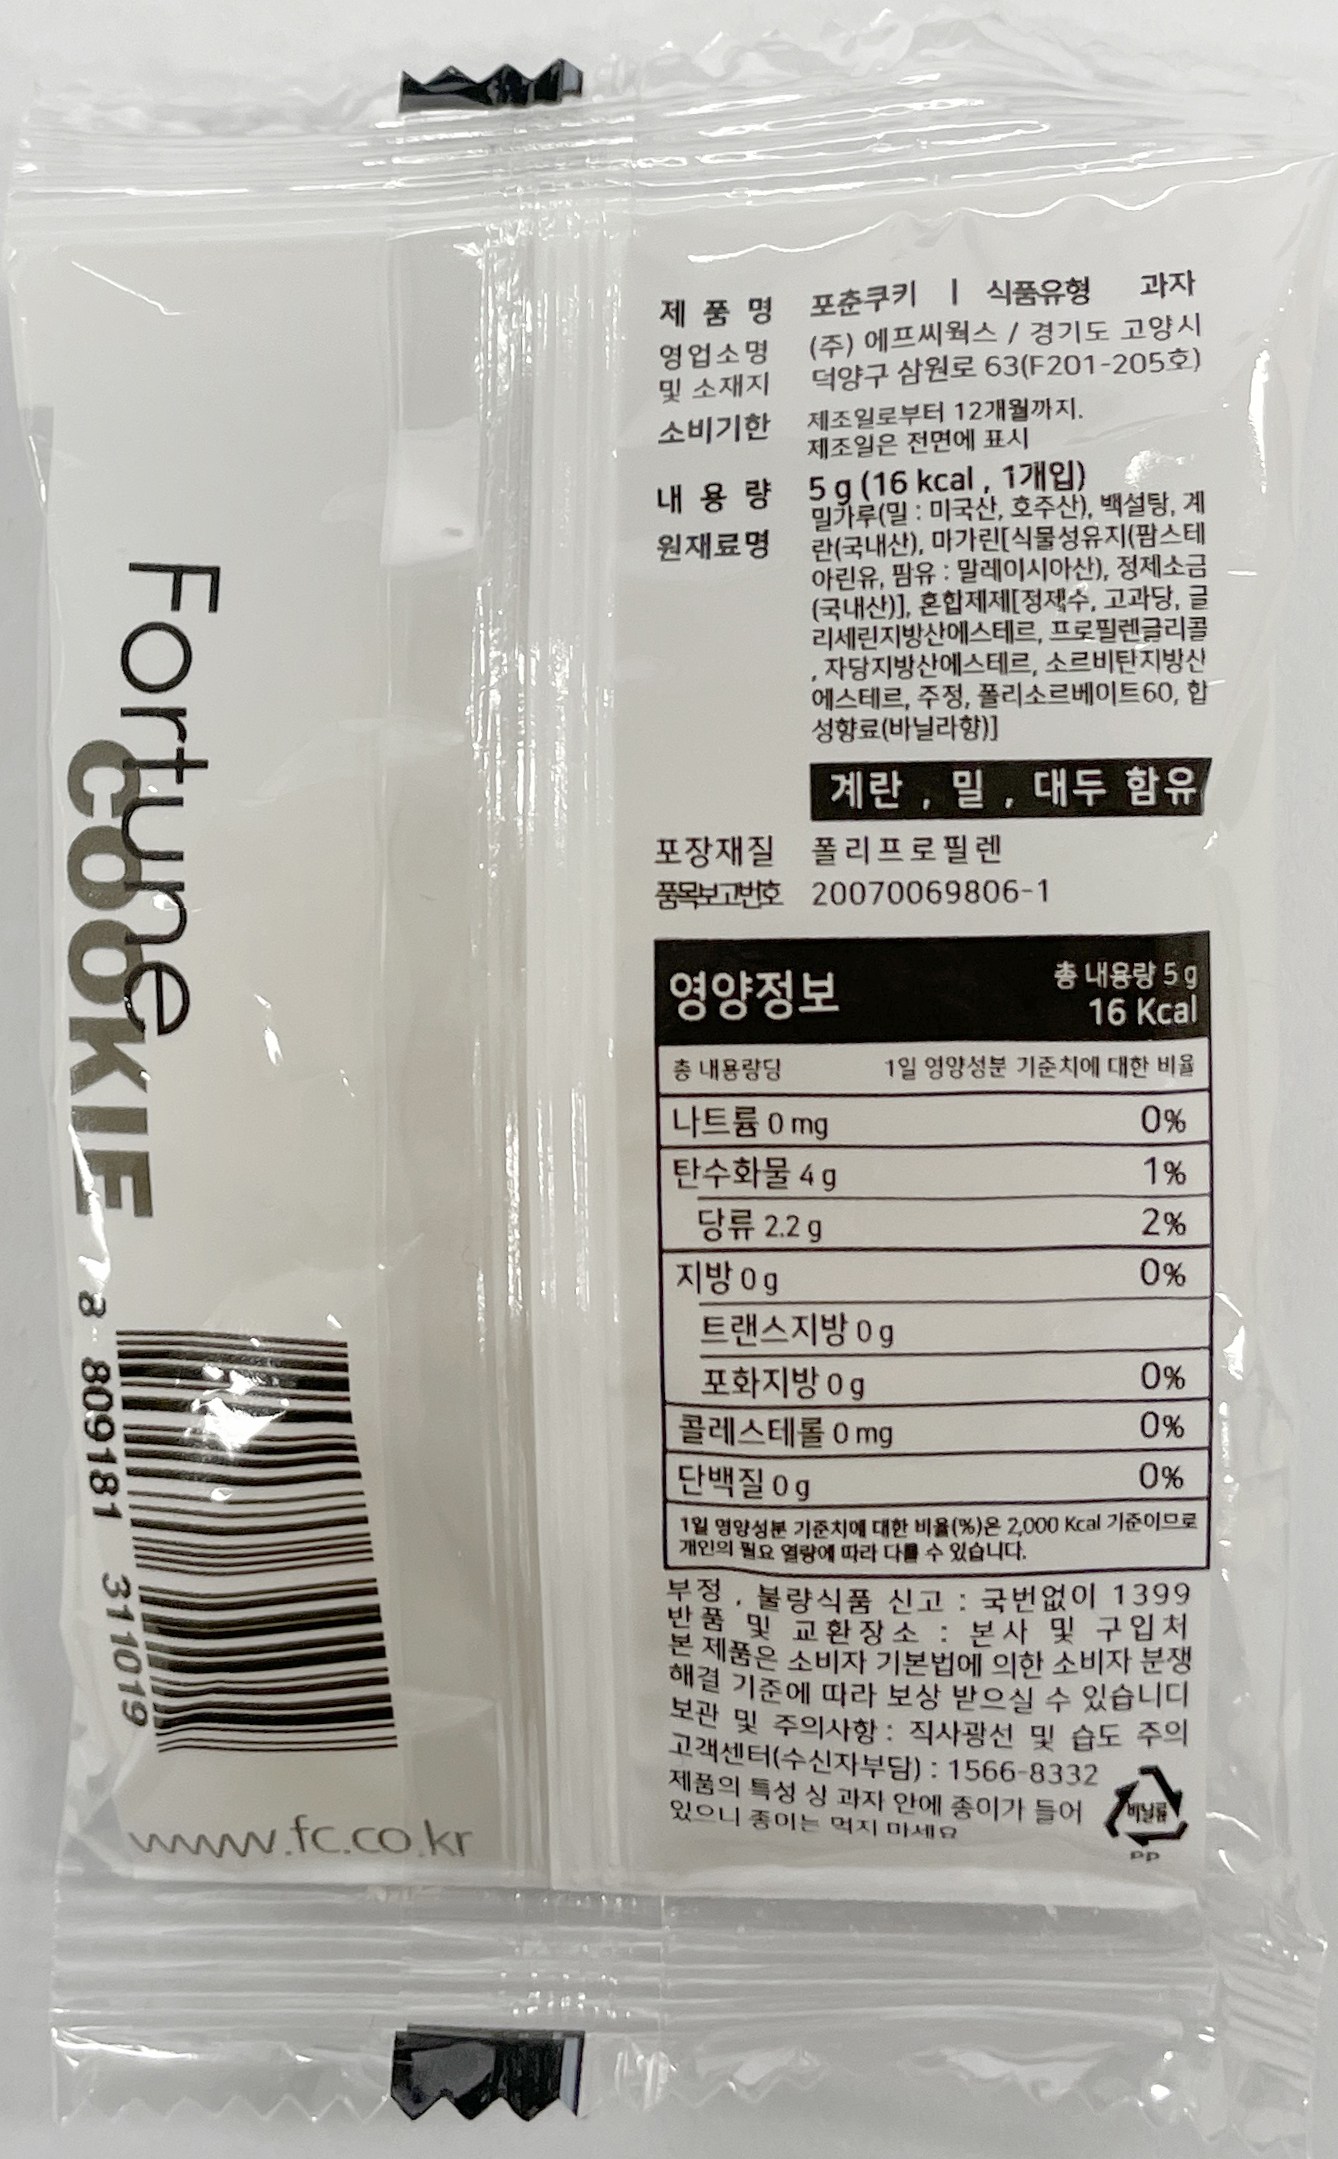 제 품 명 포춘쿠키 | 식품유형 과자
영업소명 (주) 에프씨웍스 / 경기도 고양시
및 소재지 덕양구 삼원로 63(F201-205호)
소비기한 제조일로부터 12개월까지.
제조일은 전면에 표시
내 용 량 5 g (16 kcal , 1개입)
원재료명 밀가루(밀 : 미국산, 호주산), 백설탕, 계
란(국내산), 마가린[식물성유지(팜스테
아린유, 팜유 : 말레이시아산), 정제소금
(국내산)], 혼합제제[정제수, 고과당, 글
리세린지방산에스테르, 프로필렌글리콜
, 자당지방산에스테르, 소르비탄지방산
에스테르, 주정, 폴리소르베이트60, 합
성향료(바닐라향)]
계란 , 밀 , 대두 함유
포장재질 폴리프로필렌
품목보고번호 20070069806-1
영양정보 총 내용량 5 g
16 Kcal
총 내용량당 1일 영양성분 기준치에 대한 비율
나트륨 0 mg 0%
탄수화물 4 g 1%
당류 2.2 g 2%
지방 0 g 0%
트랜스지방 0 g
포화지방 0 g 0%
콜레스테롤 0 mg 0%
단백질 0 g 0%
1일 영양성분 기준치에 대한 비율(%)은 2,000 Kcal 기준이므로
개인의 필요 열량에 따라 다를 수 있습니다.
부정 , 불량식품 신고 : 국번없이 1399
반품 및 교환장소 : 본사 및 구입처
본 제품은 소비자 기본법에 의한 소비자 분쟁
해결 기준에 따라 보상 받으실 수 있습니디
보관 및 주의사항 : 직사광선 및 습도 주의
고객센터(수신자부담) : 1566-8332
제품의 특성 싱 과자 안에 종이가 들어
있으니 종이는 먹지 마세요
비닐류
PP
Fortune
COOKIE
8 809181 311019
www.fc.co.kr